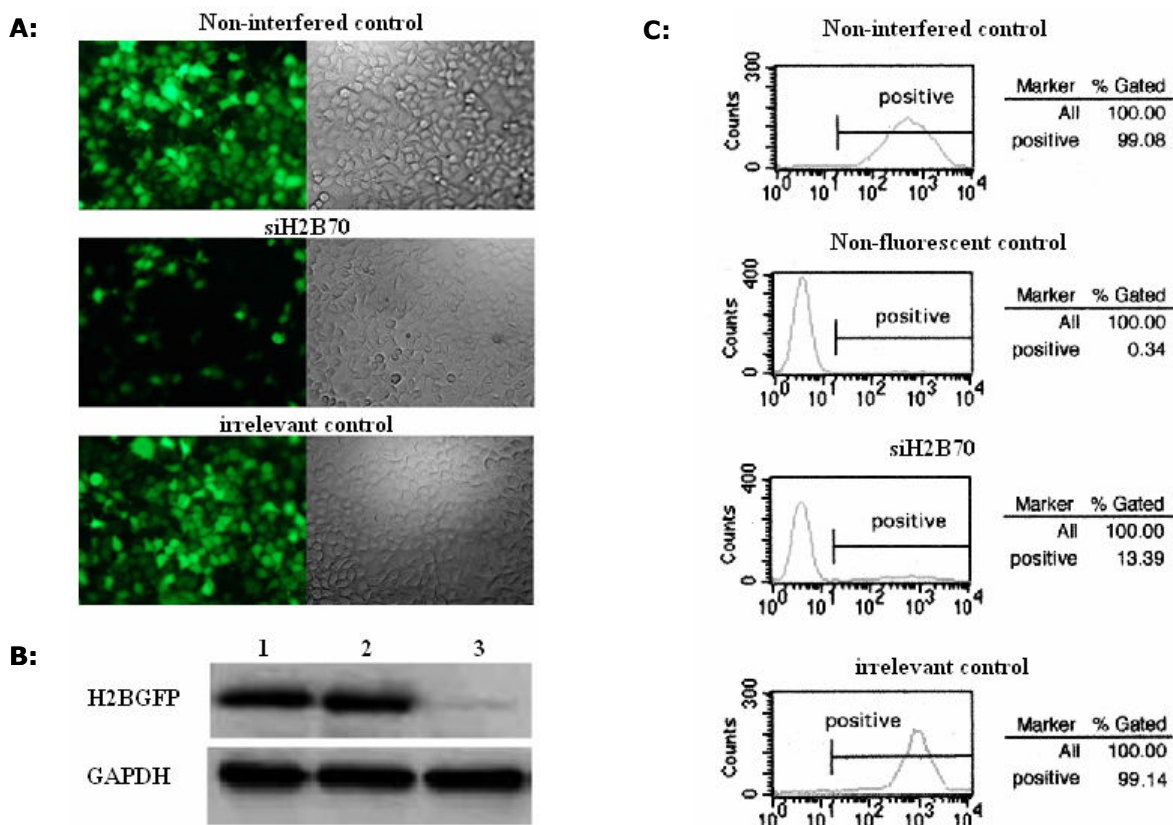 A:
Non-interfered control
siH2B70
irrelevant control
B:
1 2 3
H2BGFP
GAPDH
C:
Non-interfered control
300
0
Counts
positive
10^0 10^1 10^2 10^3 10^4
Marker % Gated
All 100.00
positive 99.08
Non-fluorescent control
400
0
Counts
positive
10^0 10^1 10^2 10^3 10^4
Marker % Gated
All 100.00
positive 0.34
siH2B70
400
0
Counts
positive
10^0 10^1 10^2 10^3 10^4
Marker % Gated
All 100.00
positive 13.39
irrelevant control
300
0
Counts
positive
10^0 10^1 10^2 10^3 10^4
Marker % Gated
All 100.00
positive 99.14